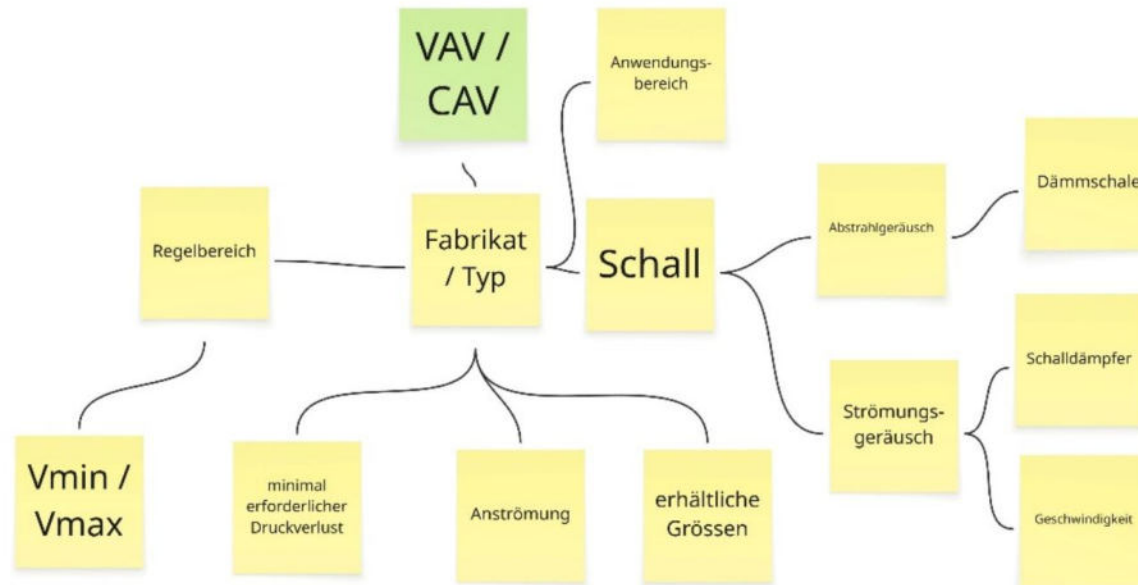 VAV /
CAV
Anwendungs-
bereich
Dämmschale
Abstrahlgeräusch
Regelbereich
Fabrikat
/ Typ
Schall
Schalldämpfer
Strömungs-
geräusch
Vmin /
Vmax
minimal
erforderlicher
Druckverlust
Anströmung
erhältliche
Grössen
Geschwindigkeit